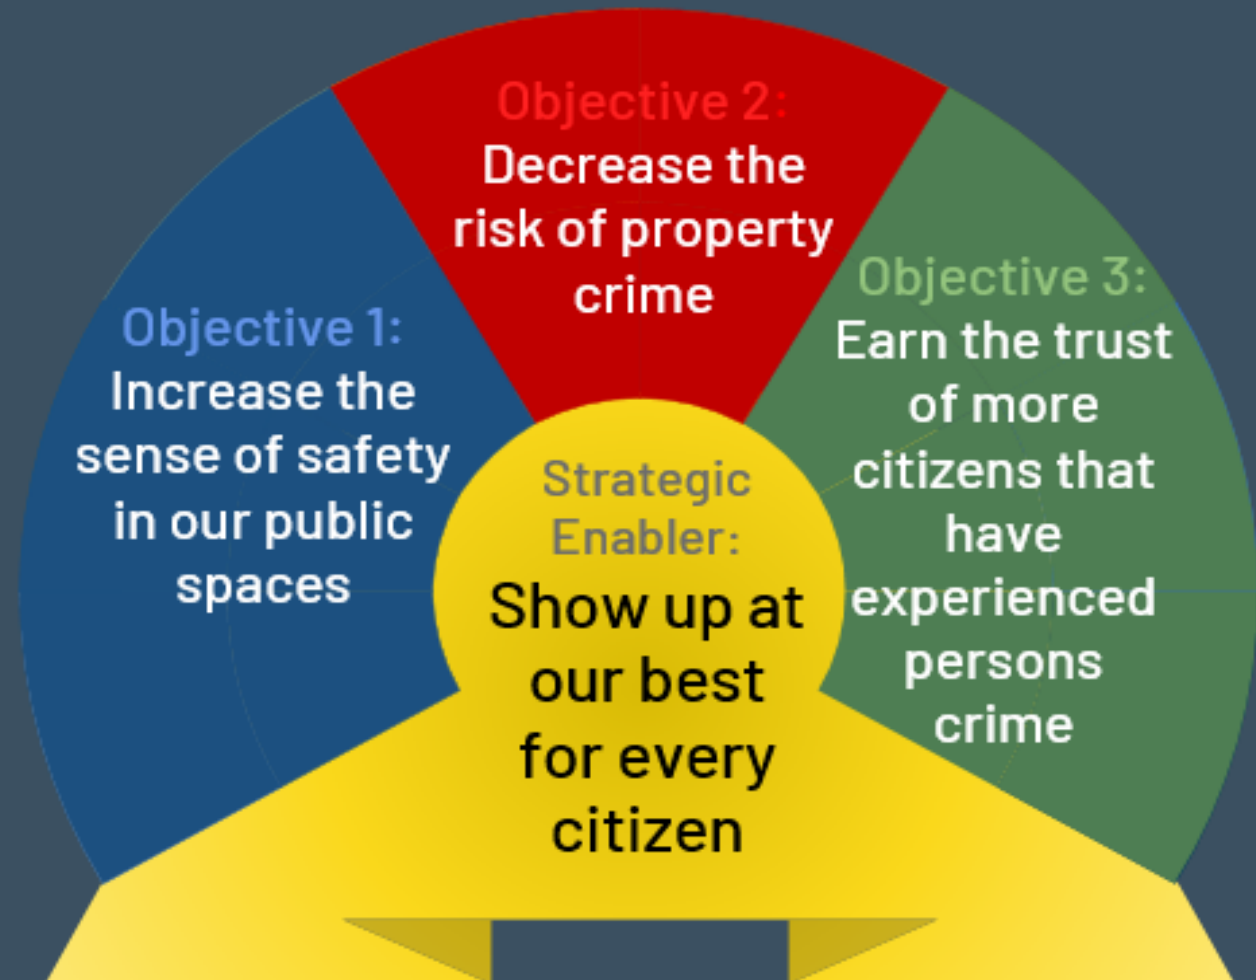 Objective 1:
Increase the
sense of safety
in our public
spaces
Objective 2:
Decrease the
risk of property
crime
Objective 3:
Earn the trust
of more
citizens that
have
experienced
persons
crime
Strategic
Enabler:
Show up at
our best
for every
citizen